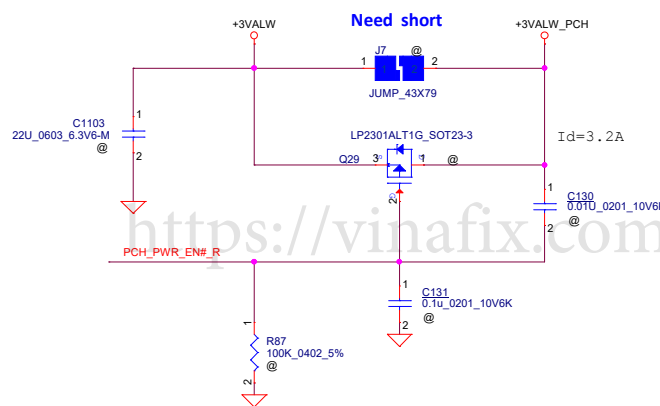 Need short
+3VALW
+3VALW_PCH
J7
@
1
1
2
2
JUMP_43X79
C1103
22U_0603_6.3V6-M
@
1
2
LP2301ALT1G_SOT23-3
Q29
3
1
@
2
Id=3.2A
1
C130
0.01U_0201_10V6K
@
2
https://vinafix.com
PCH_PWR_EN#_R
1
C131
0.1u_0201_10V6K
@
2
1
R87
100K_0402_5%
@
2